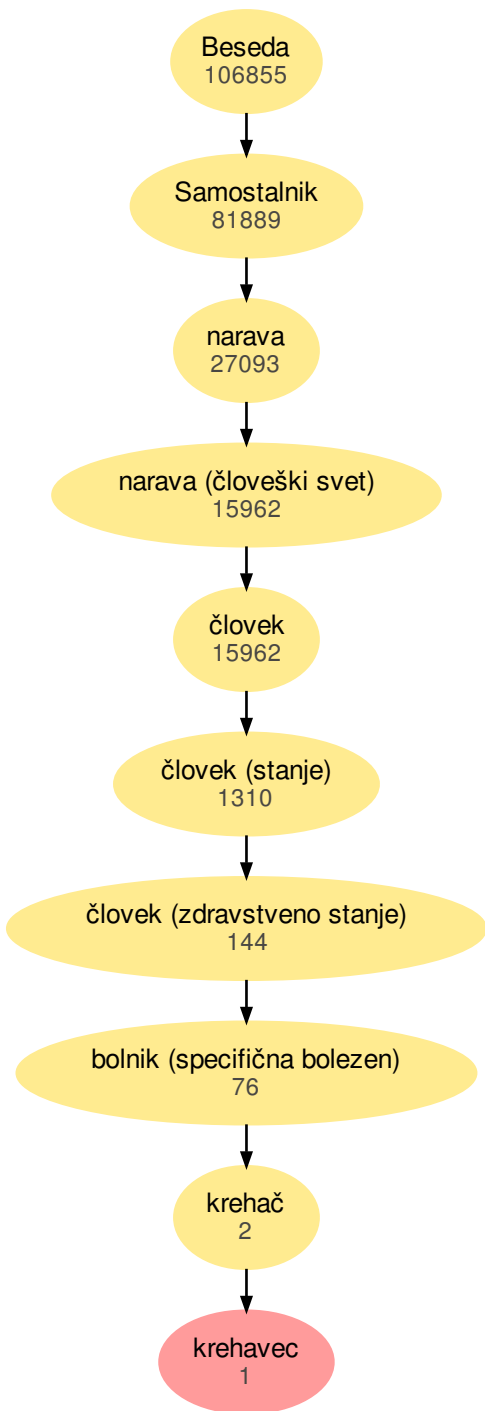 Beseda
106855
Samostalnik
81889
narava
27093
narava (človeški svet)
15962
človek
15962
človek (stanje)
1310
človek (zdravstveno stanje)
144
bolnik (specifična bolezen)
76
krehač
2
krehavec
1